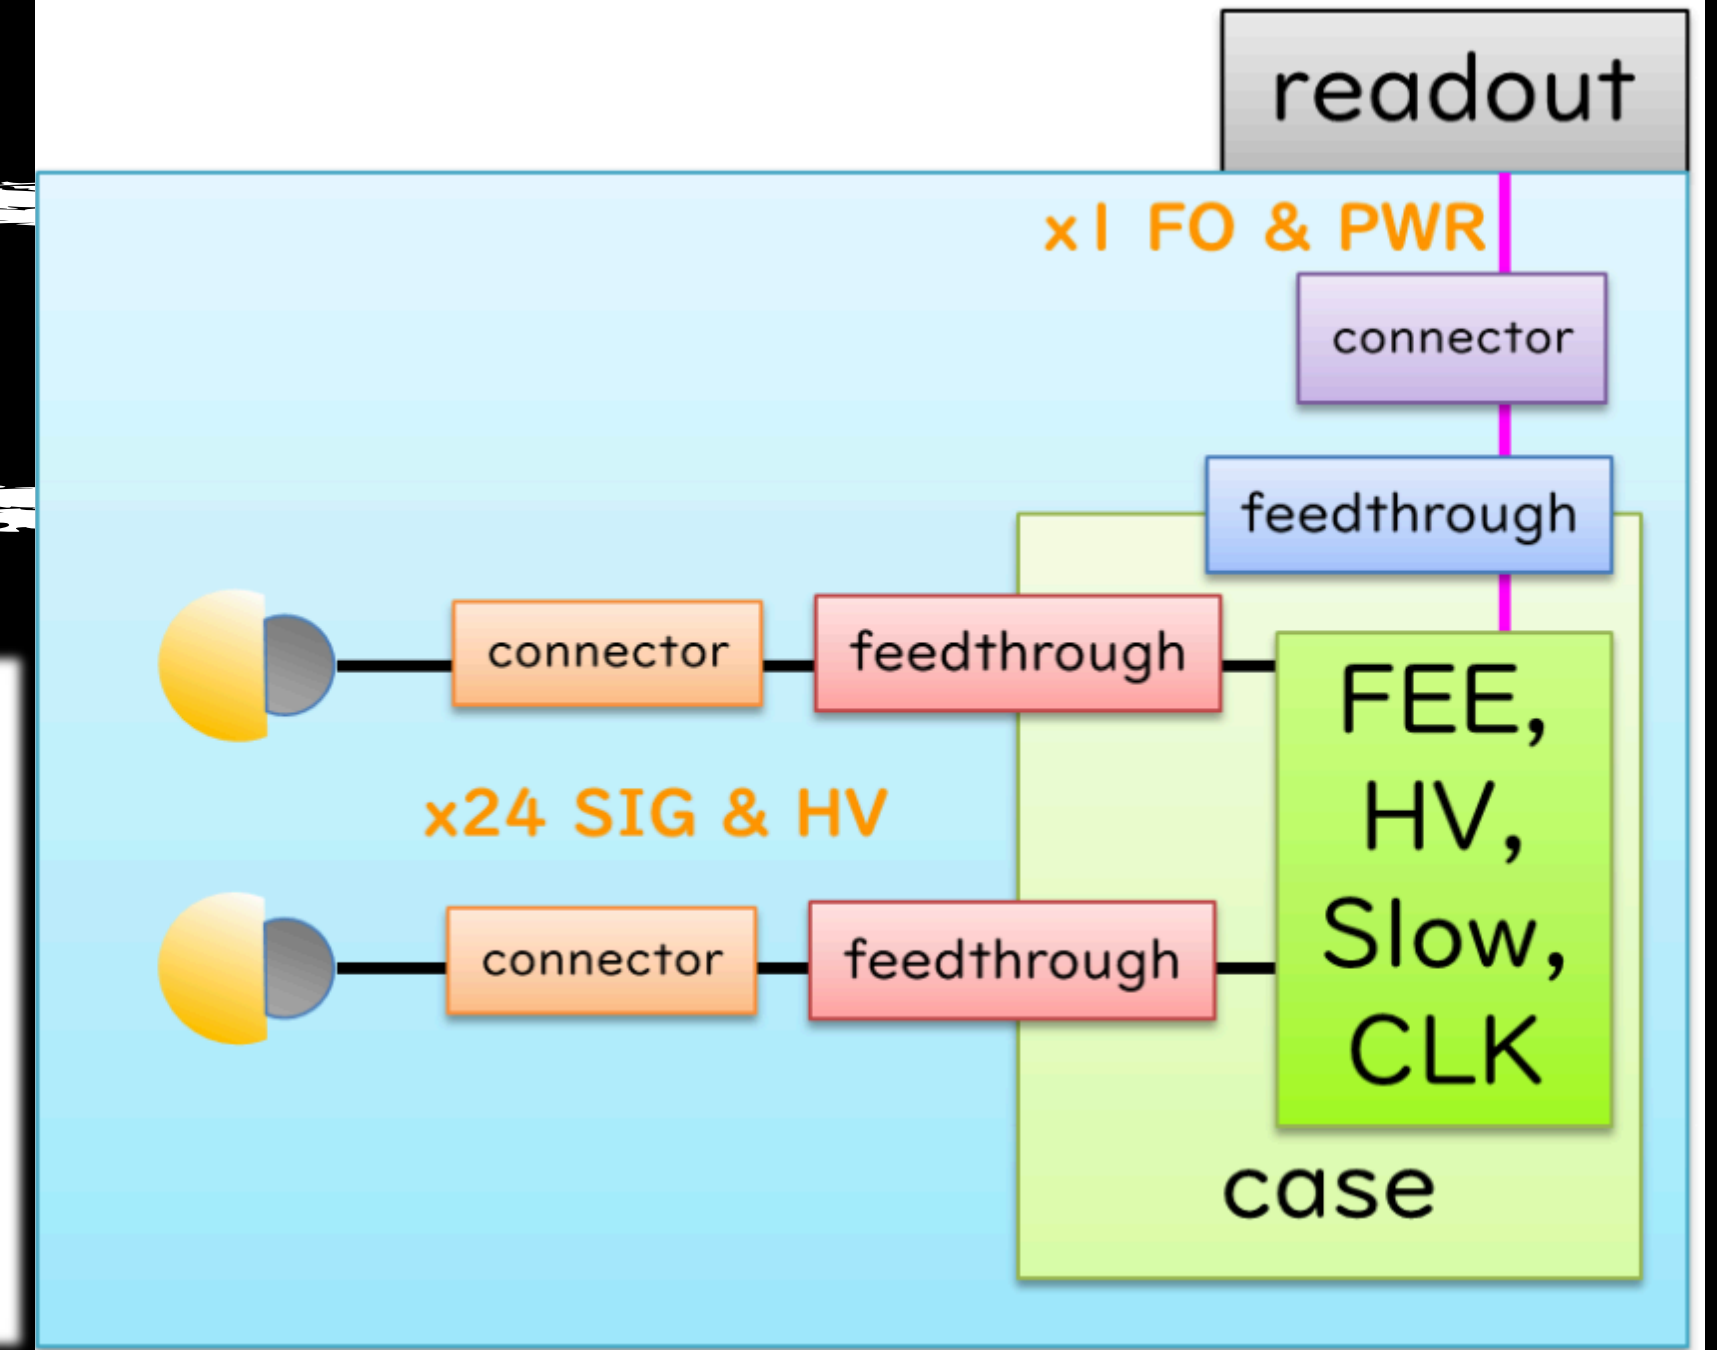 readout
x1 FO & PWR
connector
feedthrough
connector
feedthrough
FEE,
HV,
Slow,
CLK
x24 SIG & HV
connector
feedthrough
case